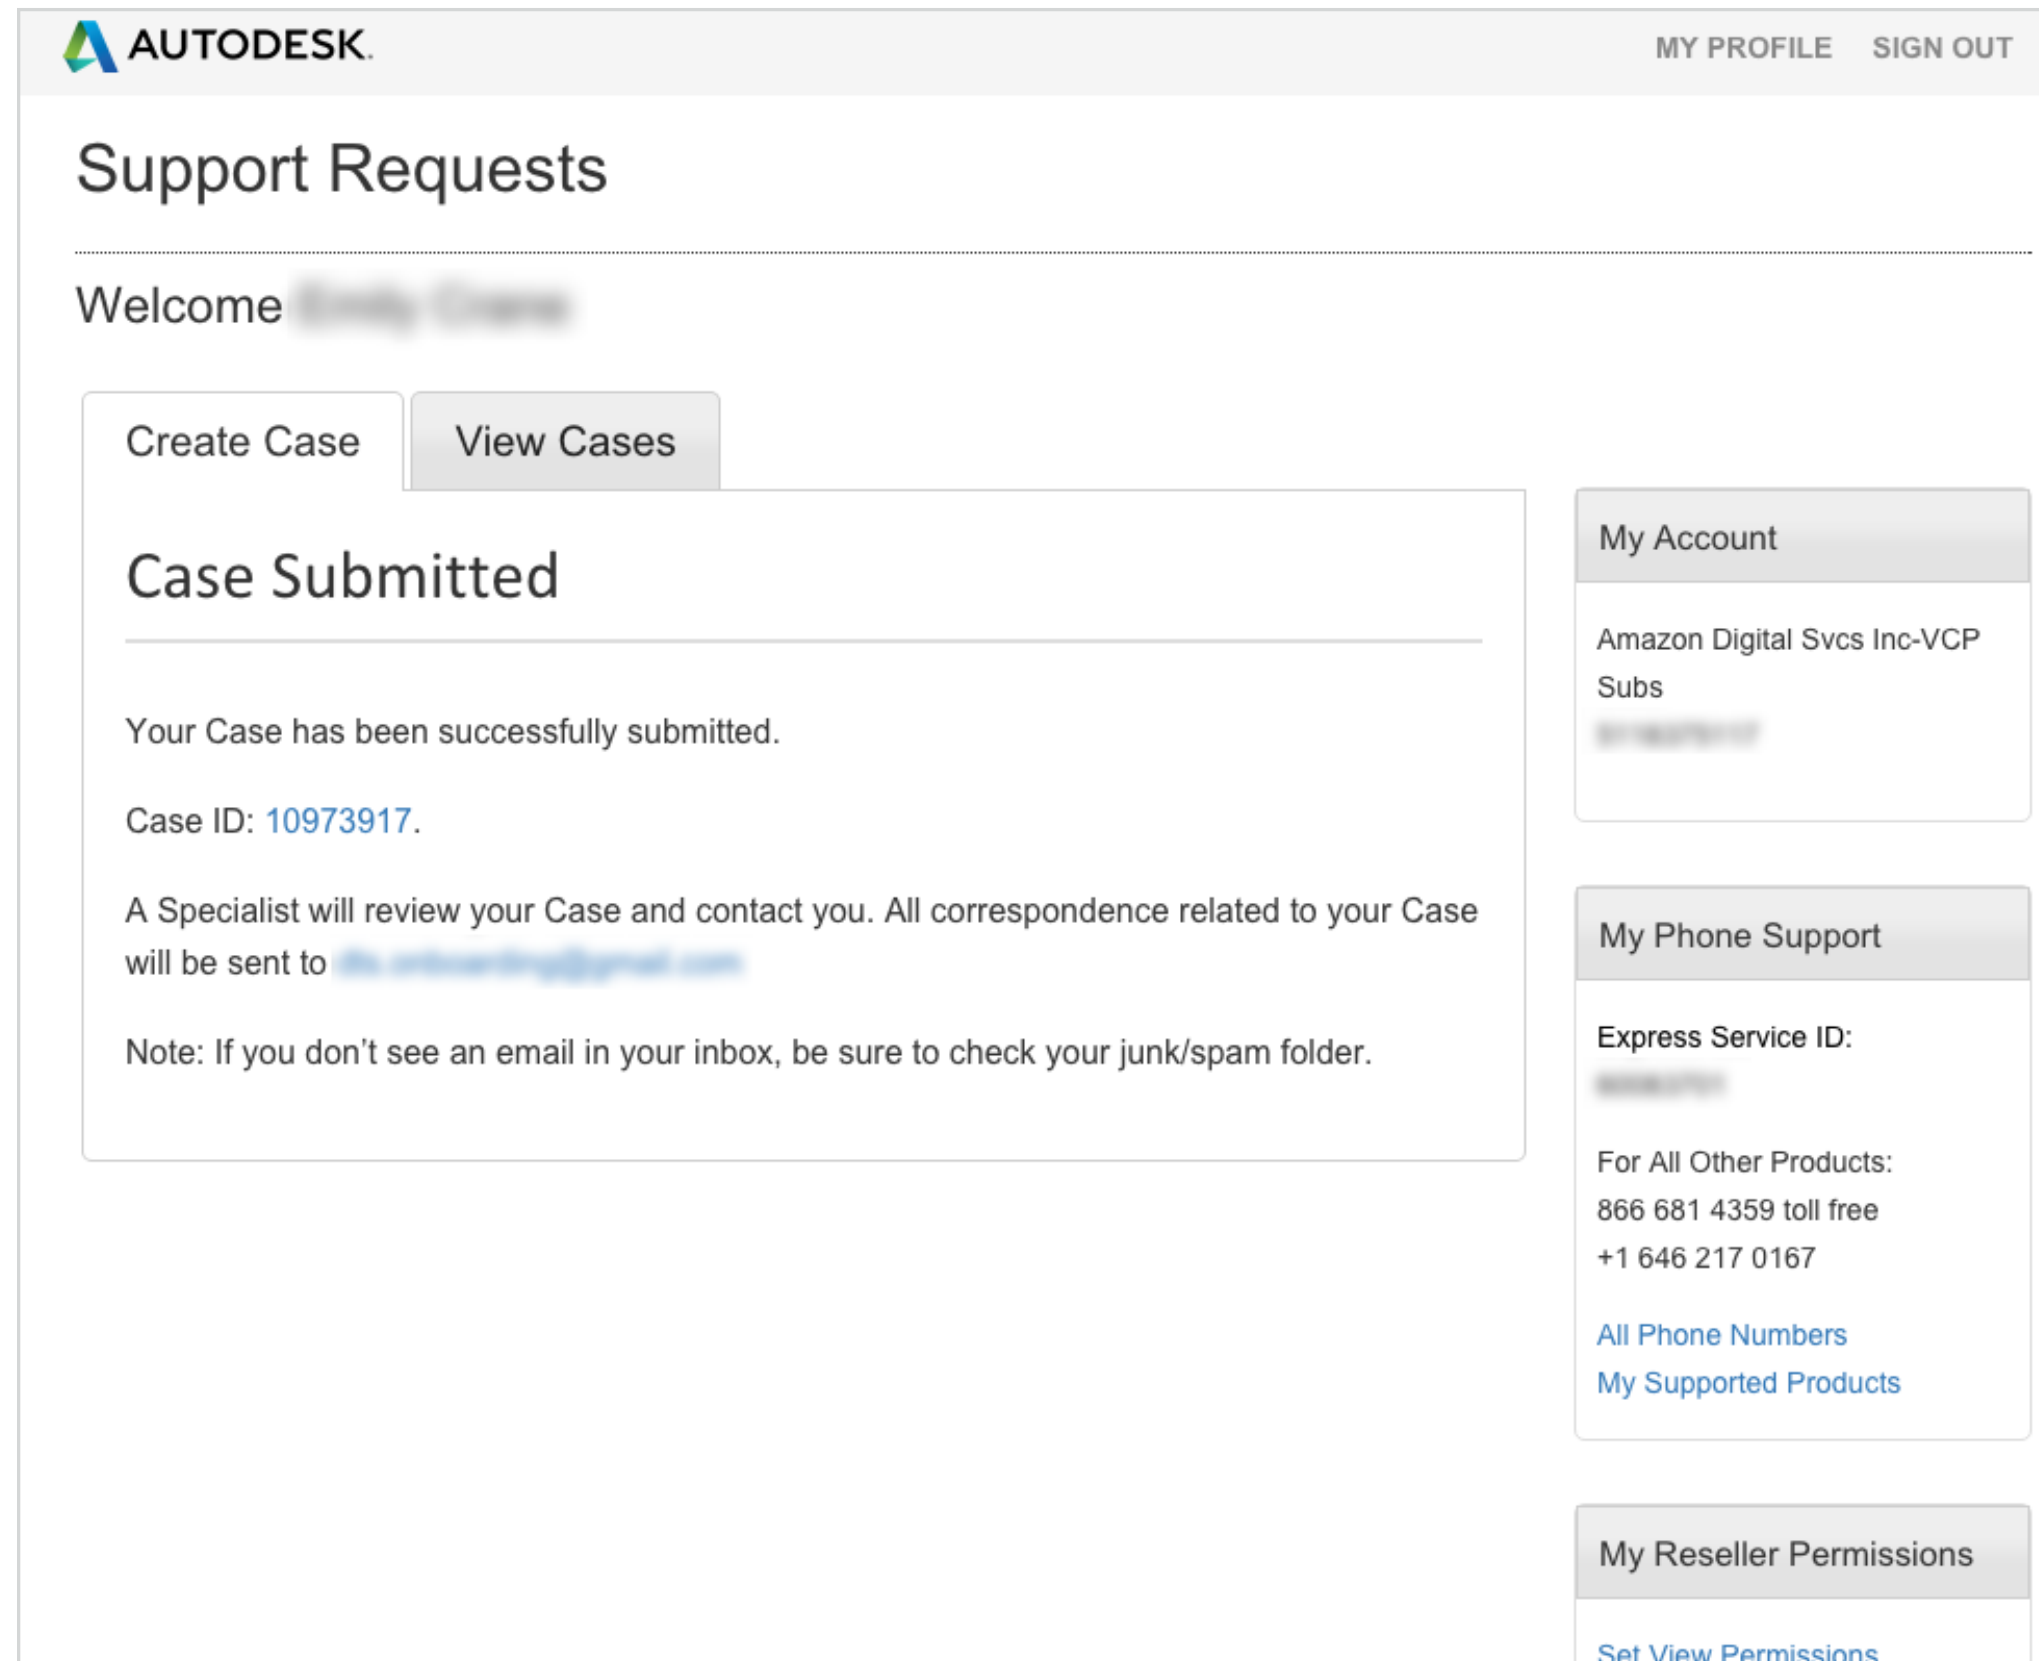 AUTODESK.
MY PROFILE SIGN OUT
Support Requests
Welcome
Create Case
View Cases
Case Submitted
Your Case has been successfully submitted.
Case ID: 10973917.
A Specialist will review your Case and contact you. All correspondence related to your Case
will be sent to
Note: If you don’t see an email in your inbox, be sure to check your junk/spam folder.
My Account
Amazon Digital Svcs Inc-VCP
Subs
My Phone Support
Express Service ID:
For All Other Products:
866 681 4359 toll free
+1 646 217 0167
All Phone Numbers
My Supported Products
My Reseller Permissions
Set View Permissions